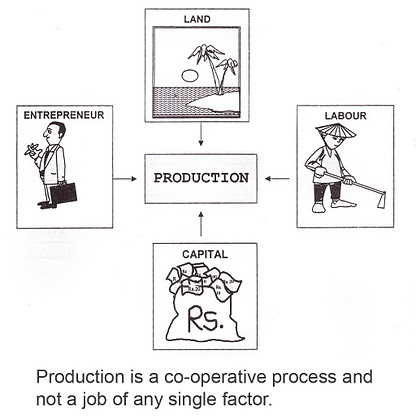 LAND
ENTREPRENEUR
LABOUR
PRODUCTION
CAPITAL
Rs.
Production is a co-operative process and
not a job of any single factor.